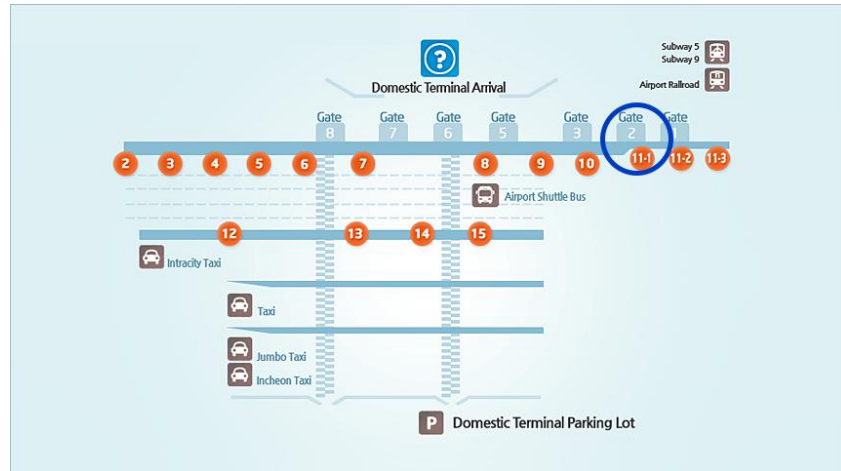 Subway 5
Subway 9
?
Domestic Terminal Arrival
Airport Railroad
Gate 8
Gate 7
Gate 6
Gate 5
Gate 3
Gate 2
Gate 1
2 3 4 5 6 7 8 9 10 11-1 11-2 11-3
Airport Shuttle Bus
12 13 14 15
Intracity Taxi
Taxi
Jumbo Taxi
Incheon Taxi
P Domestic Terminal Parking Lot